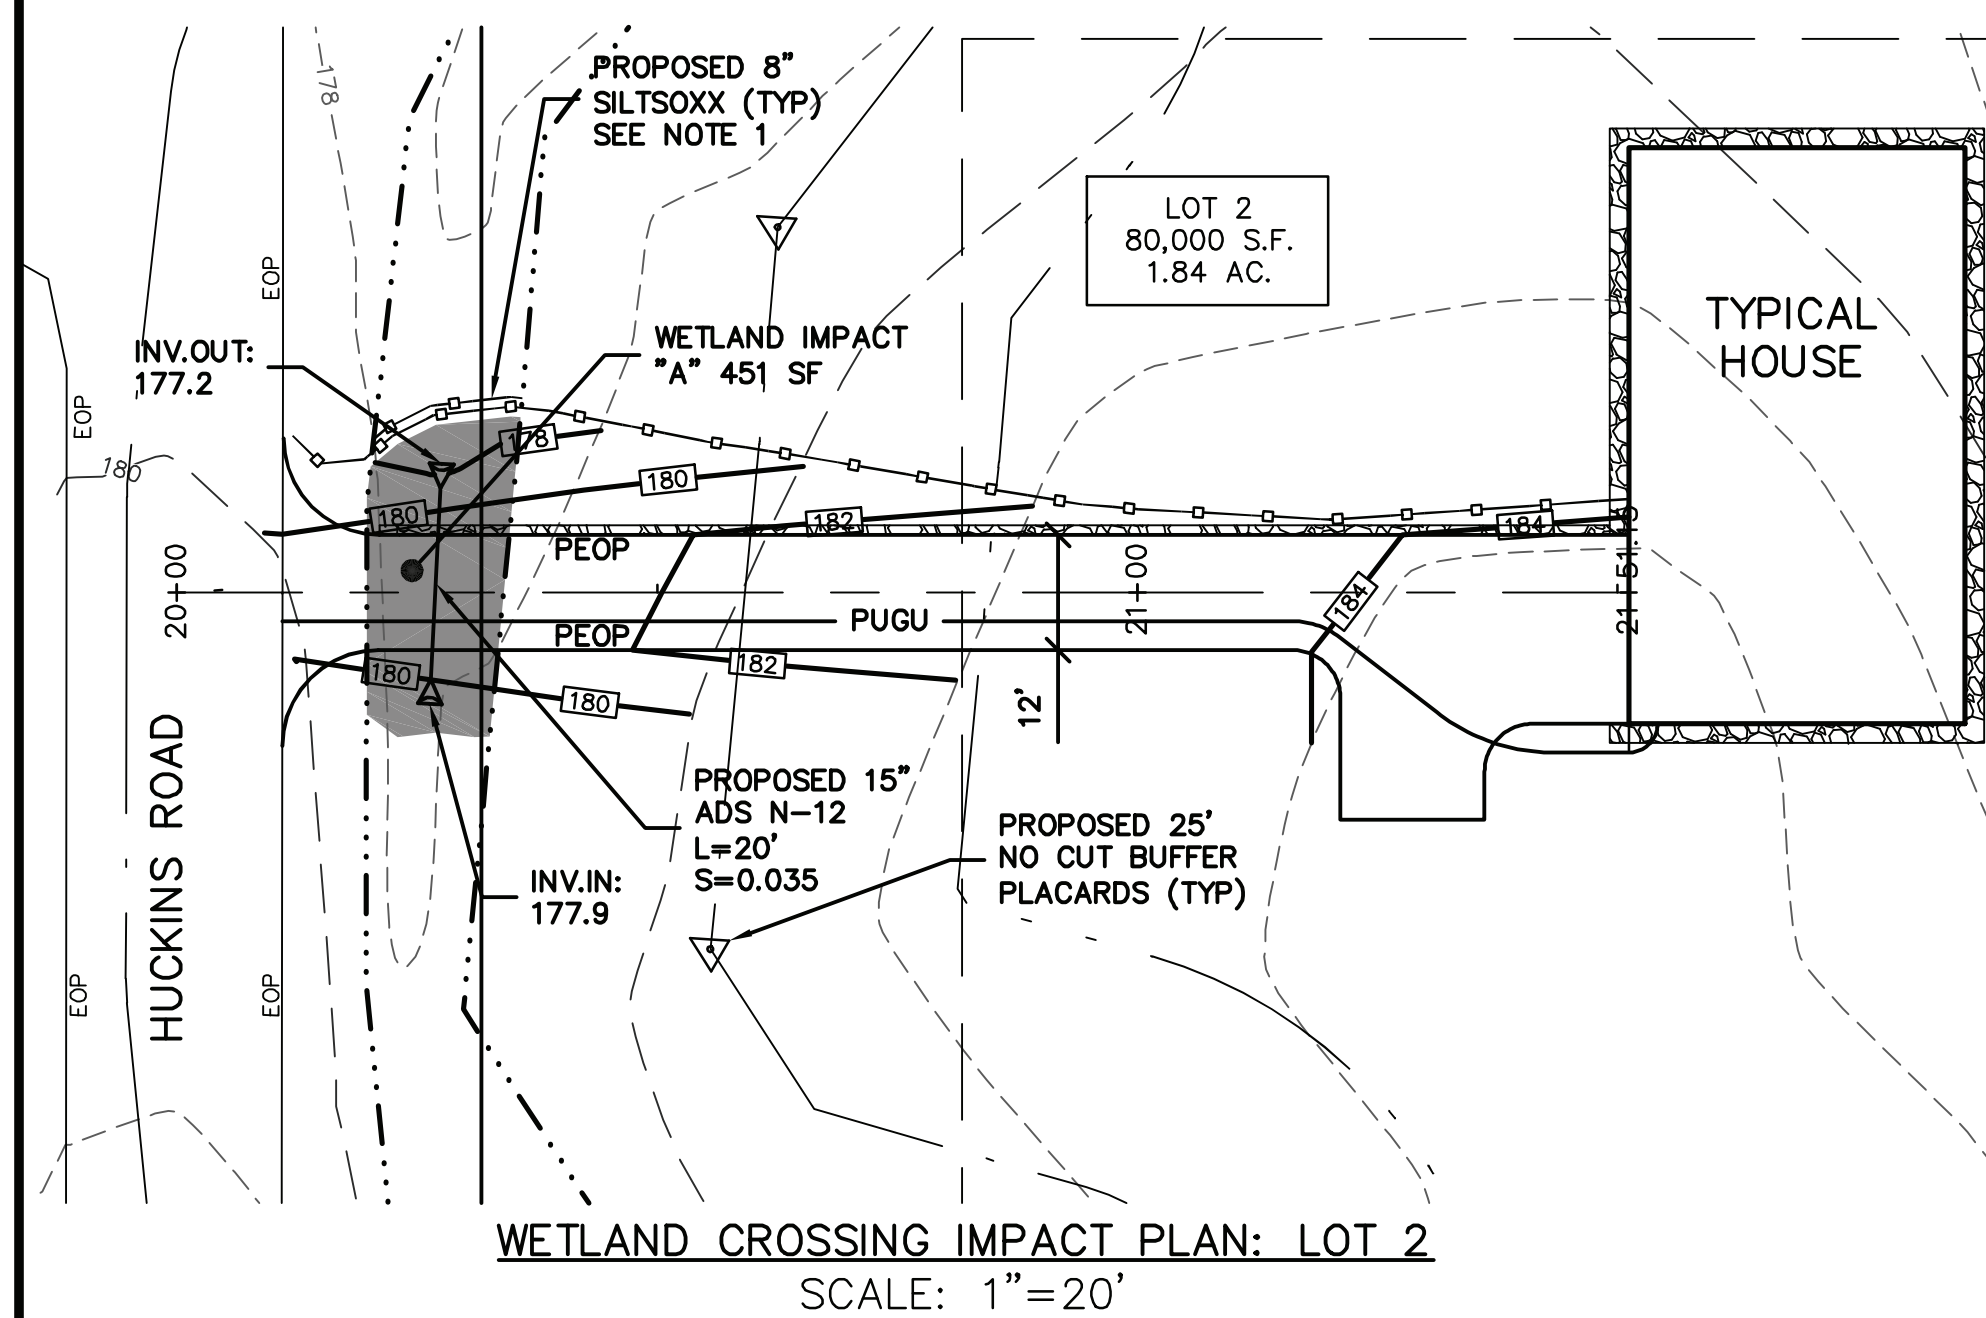 178
PROPOSED 8"
SILTSOXX (TYP)
SEE NOTE 1
LOT 2
80,000 S.F.
1.84 AC.
EOP
TYPICAL
HOUSE
INV.OUT:
177.2
WETLAND IMPACT
"A" 451 SF
EOP
178
180
180
180
182
184
PEOP
20+00
21+00
21+51.15
184
PUGU
PEOP
180
182
180
12'
HUCKINS ROAD
PROPOSED 15"
ADS N-12
L=20'
S=0.035
PROPOSED 25'
NO CUT BUFFER
PLACARDS (TYP)
INV.IN:
177.9
EOP
EOP
WETLAND CROSSING IMPACT PLAN: LOT 2
SCALE: 1"=20'